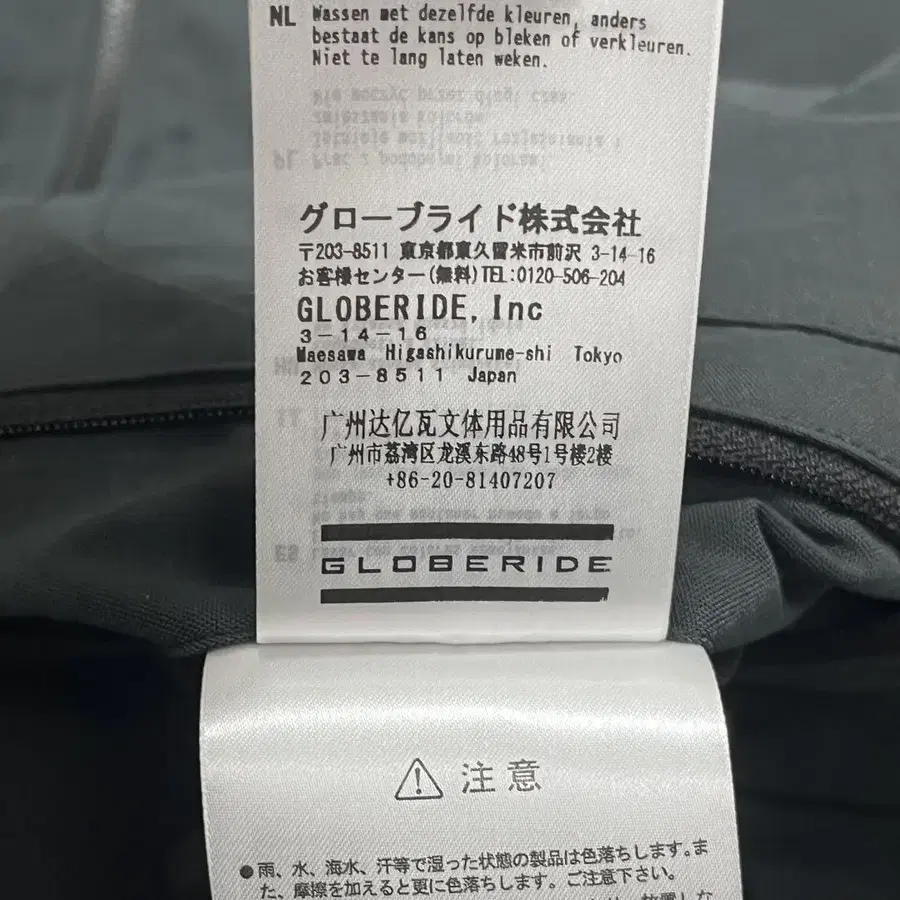 NL Wassen met dezelfde kleuren, anders
bestaat de kans op bleken of verkleuren.
Niet te lang laten weken.
グローブライド株式会社
〒203-8511 東京都東久留米市前沢 3-14-16
お客様センター(無料)TEL:0120-506-204
GLOBERIDE, Inc
3-14-16
Maesawa Higashikurume-shi Tokyo
203-8511 Japan
广州达亿瓦文体用品有限公司
广州市荔湾区龙溪东路48号1号楼2楼
+86-20-81407207
GLOBERIDE
注意
●雨、水、海水、汗等で湿った状態の製品は色落ちします。ま
た、摩擦を加えると更に色落ちします。ご注意下さい。